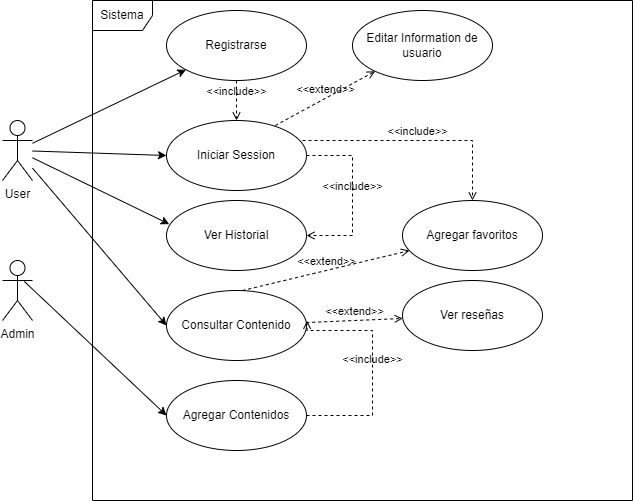 Sistema
Registrarse
Editar Information de
usuario
<<include>>
<<extend>>
<<include>>
User
Iniciar Session
<<include>>
Ver Historial
Agregar favoritos
<<extend>>
Admin
Consultar Contenido
<<extend>>
Ver reseñas
<<include>>
Agregar Contenidos